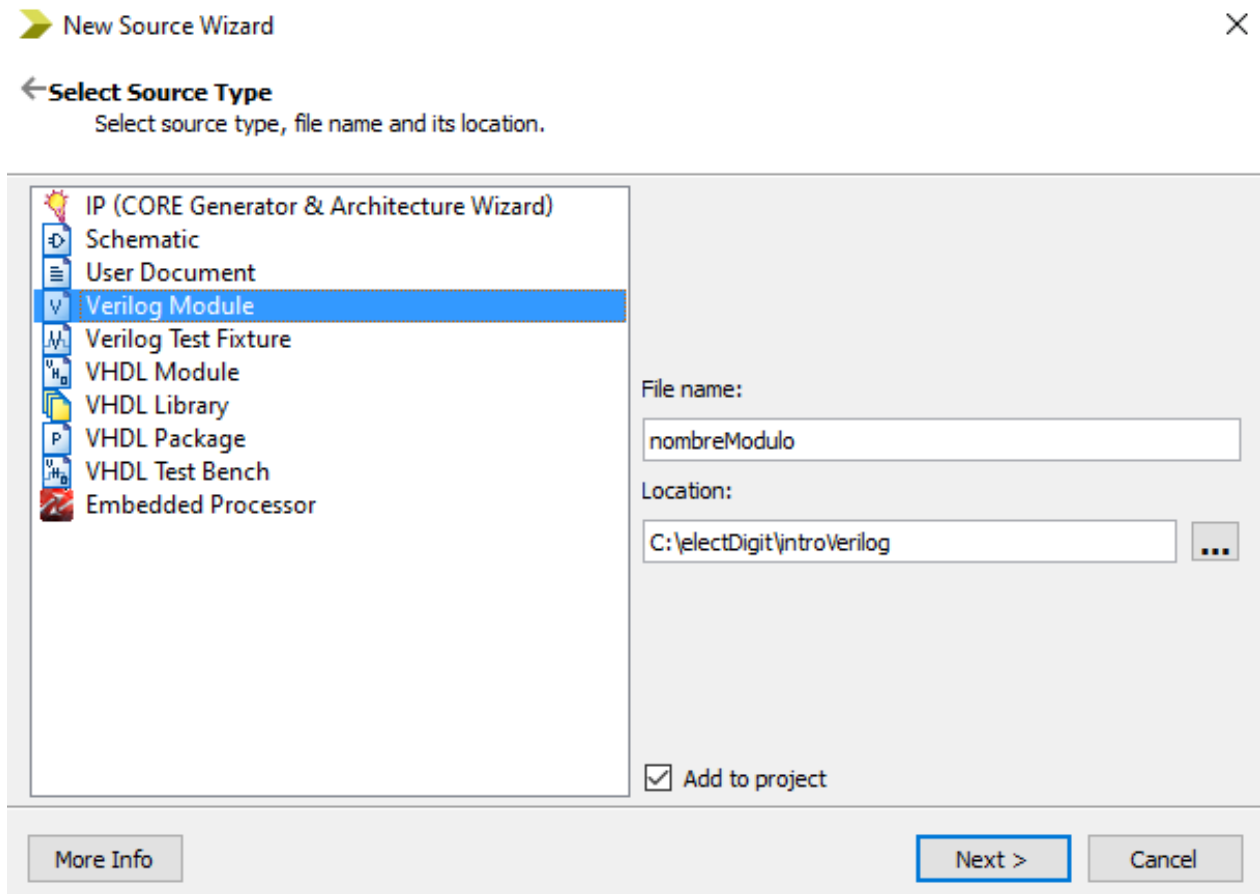 New Source Wizard
Select Source Type
Select source type, file name and its location.
IP (CORE Generator & Architecture Wizard)
Schematic
User Document
Verilog Module
Verilog Test Fixture
VHDL Module
VHDL Library
VHDL Package
VHDL Test Bench
Embedded Processor
File name:
nombreModulo
Location:
C:\electDigit\introVerilog
...
Add to project
More Info
Next >
Cancel